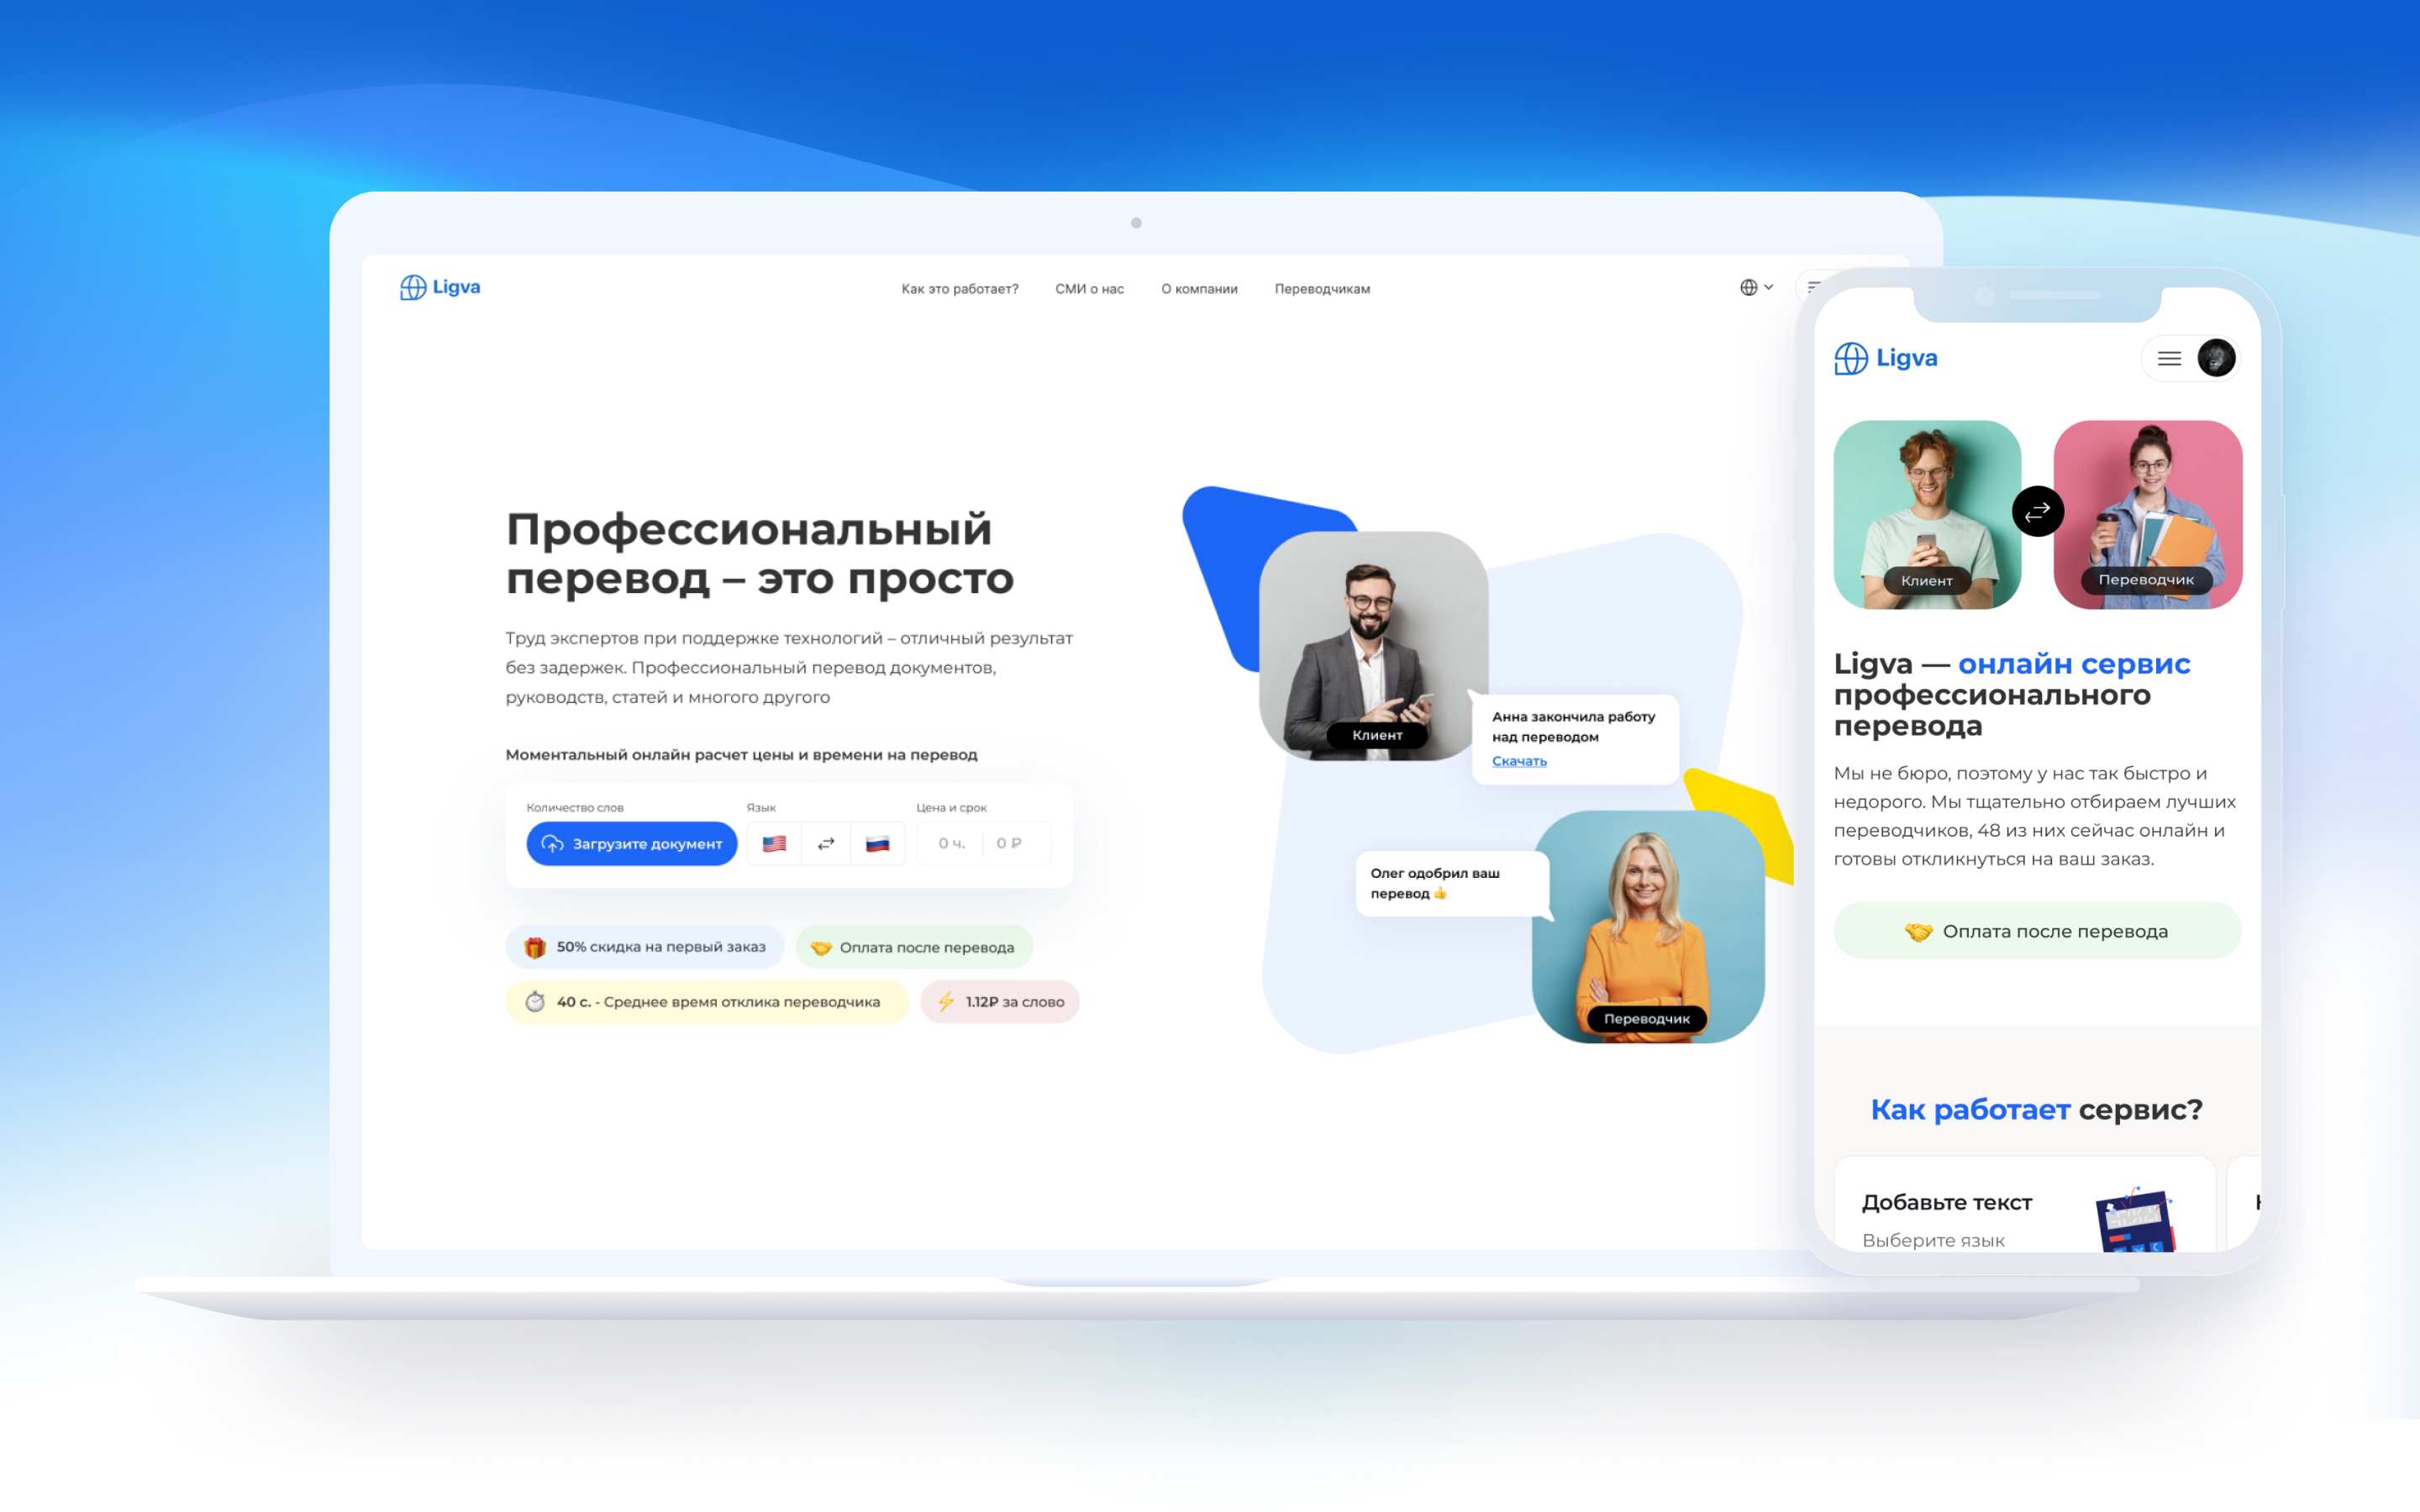 Ligva
Как это работает?
СМИ о нас
О компании
Переводчикам
Профессиональный
перевод – это просто
Труд экспертов при поддержке технологий – отличный результат
без задержек. Профессиональный перевод документов,
руководств, статей и многого другого
Моментальный онлайн расчет цены и времени на перевод
Количество слов
Язык
Цена и срок
Загрузите документ
0 ч.
0 ₽
50% скидка на первый заказ
Оплата после перевода
40 с. - Среднее время отклика переводчика
1.12₽ за слово
Клиент
Анна закончила работу
над переводом
Скачать
Олег одобрил ваш
перевод 👍
Переводчик
Ligva
Клиент
Переводчик
Ligva — онлайн сервис
профессионального
перевода
Мы не бюро, поэтому у нас так быстро и
недорого. Мы тщательно отбираем лучших
переводчиков, 48 из них сейчас онлайн и
готовы откликнуться на ваш заказ.
Оплата после перевода
Как работает сервис?
Добавьте текст
Выберите язык